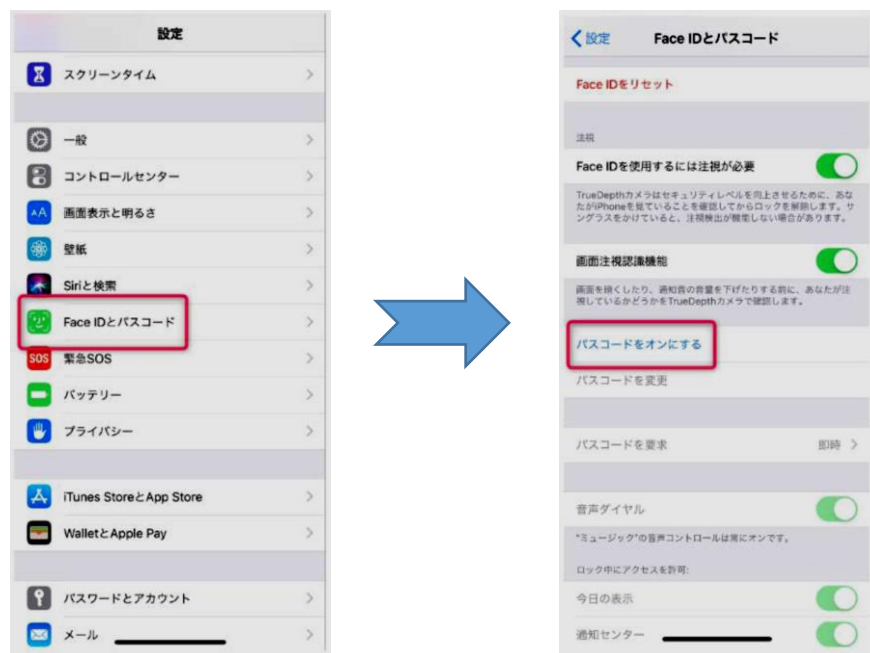 設定
スクリーンタイム
一般
コントロールセンター
AA 画面表示と明るさ
壁紙
Siriと検索
Face IDとパスコード
SOS 緊急SOS
バッテリー
プライバシー
iTunes StoreとApp Store
WalletとApple Pay
パスワードとアカウント
メール
設定 Face IDとパスコード
Face IDをリセット
注視
Face IDを使用するには注視が必要
TrueDepthカメラはセキュリティレベルを向上させるために、あな
たがiPhoneを見ていることを確認してからロックを解除します。サ
ングラスをかけていると、注視検出が機能しない場合があります。
画面注視認識機能
画面を暗くしたり、通知音の音量を下げたりする前に、あなたが注
視しているかどうかをTrueDepthカメラで確認します。
パスコードをオンにする
パスコードを変更
パスコードを要求 即時
音声ダイヤル
"ミュージック"の音声コントロールは常にオンです。
ロック中にアクセスを許可:
今日の表示
通知センター